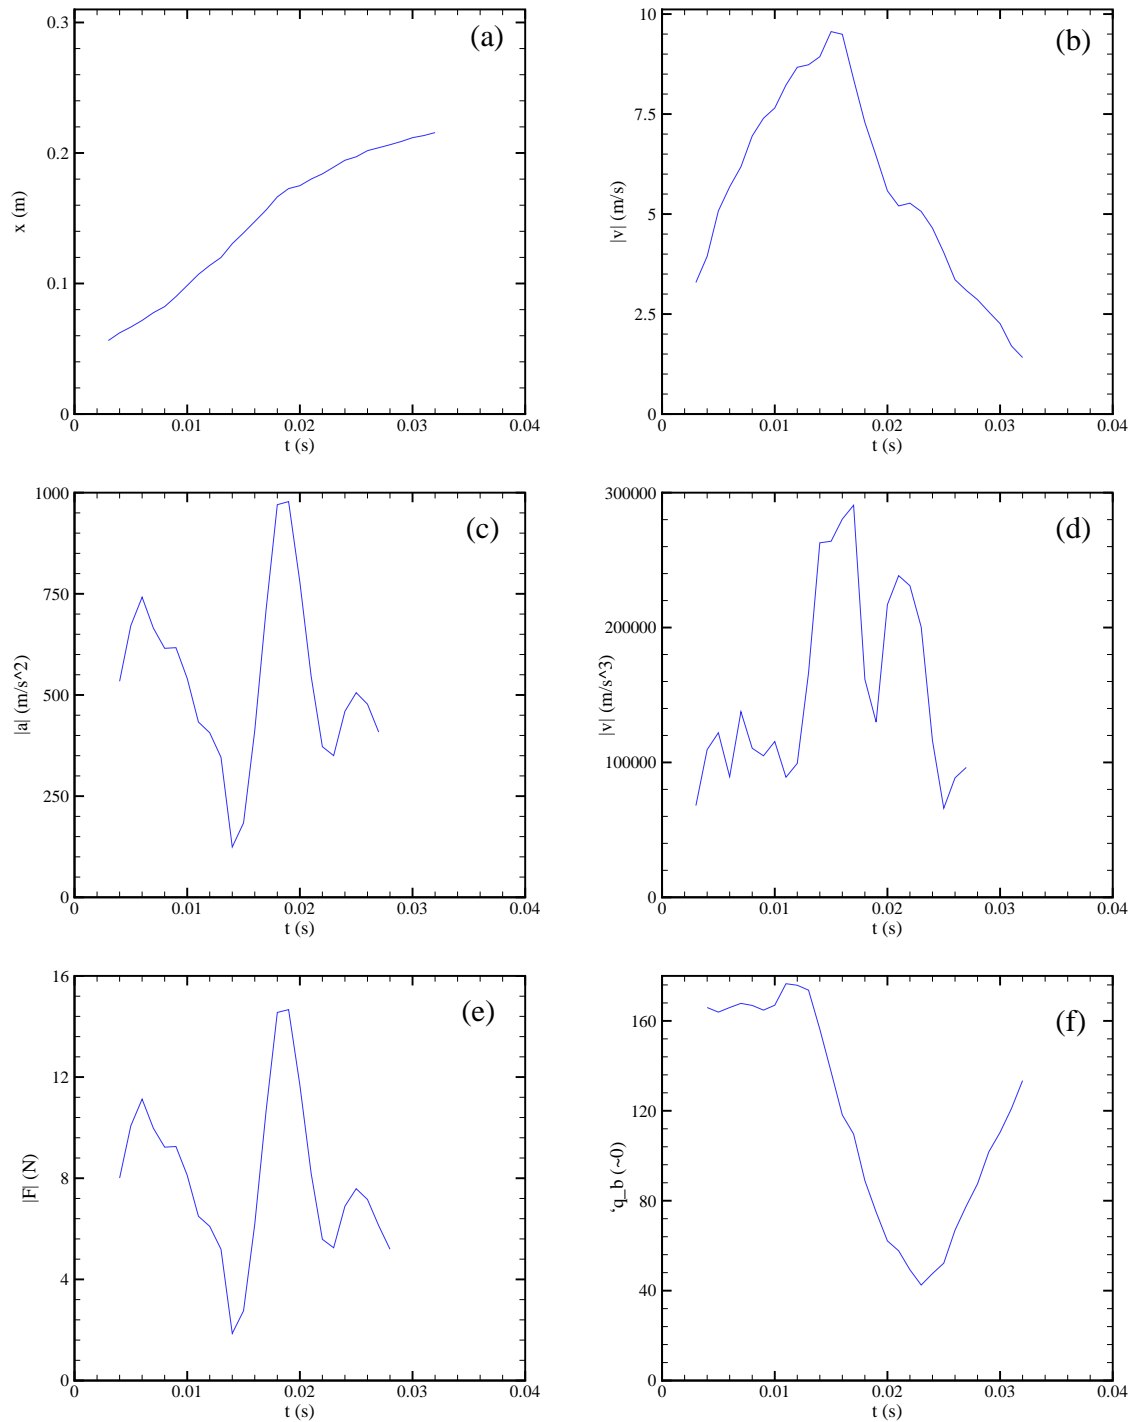 (a)
x (m)
0.3
0.2
0.1
0
0 0.01 0.02 0.03 0.04
t (s)
(b)
|v| (m/s)
10
7.5
5
2.5
0
0 0.01 0.02 0.03 0.04
t (s)
(c)
|a| (m/s^2)
1000
750
500
250
0
0 0.01 0.02 0.03 0.04
t (s)
(d)
|v| (m/s^3)
300000
200000
100000
0
0 0.01 0.02 0.03 0.04
t (s)
(e)
|F| (N)
16
12
8
4
0
0 0.01 0.02 0.03 0.04
t (s)
(f)
‘q_b (~0)
160
120
80
40
0
0 0.01 0.02 0.03 0.04
t (s)